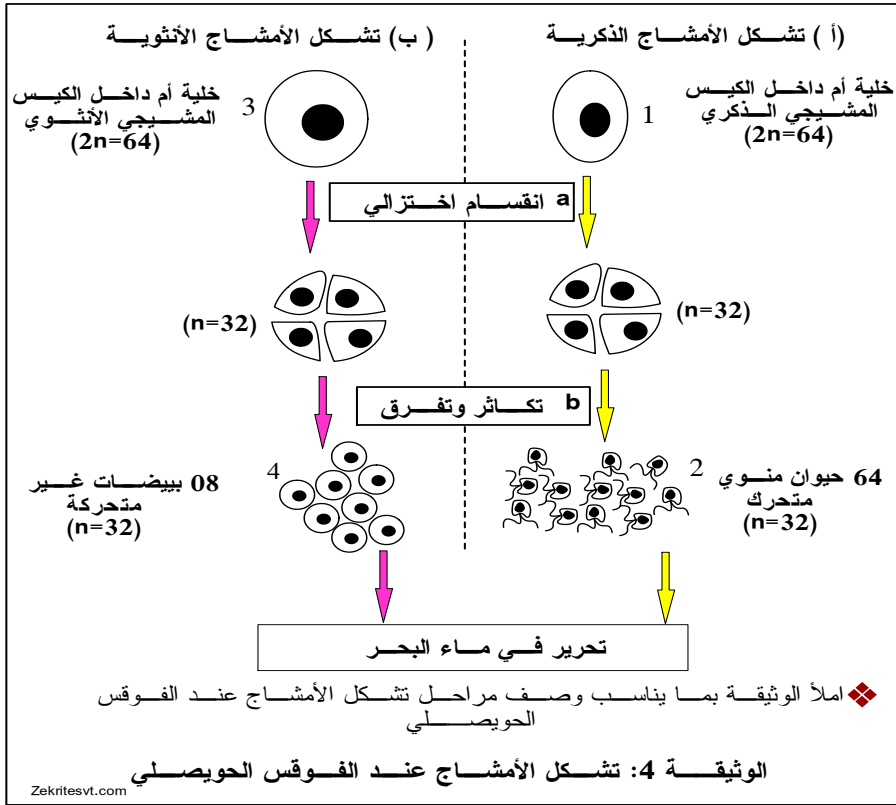 (أ) تشكل الأمشاج الذكرية
(ب) تشكل الأمشاج الأنثوية
خلية أم داخل الكيس
المشيجي الذكري
(2n=64)
1
3
خلية أم داخل الكيس
المشيجي الأنثوي
(2n=64)
a انقسام اختزالي
(n=32)
(n=32)
b تكاثر وتفرق
64 حيوان منوي
متحرك
(n=32)
2
4
08 بييضات غير
متحركة
(n=32)
تحرير في ماء البحر
املأ الوثيقة بما يناسب وصف مراحل تشكل الأمشاج عند الفوقس
الحويصلي
الوثيقة 4: تشكل الأمشاج عند الفوقس الحويصلي
Zekritesvt.com